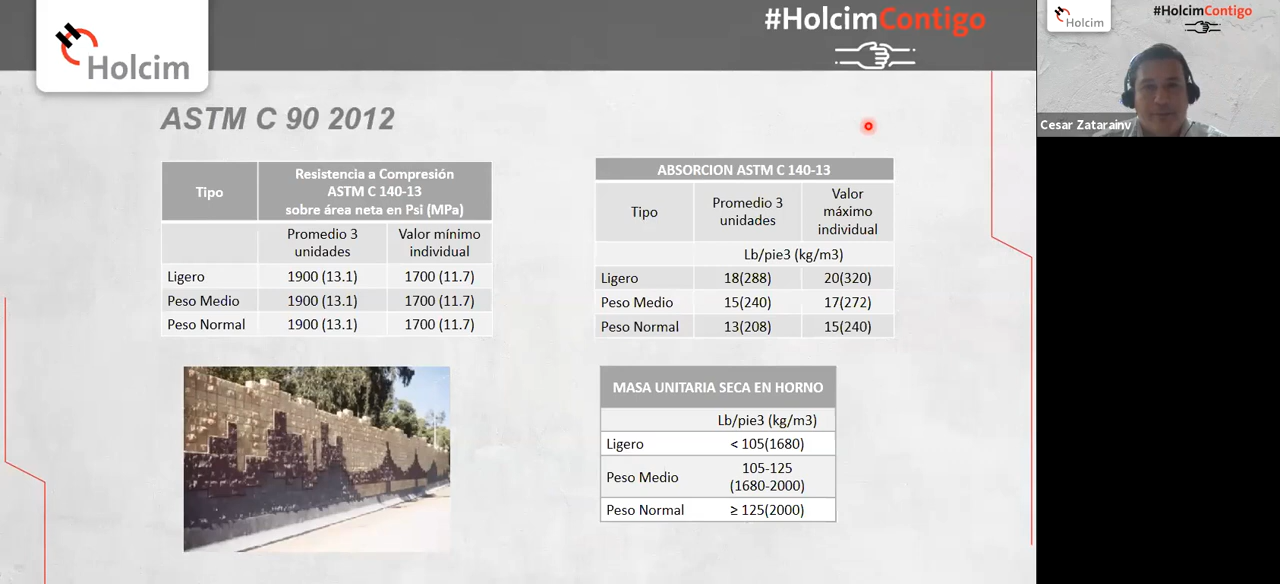 Holcim
#HolcimContigo
Holcim
#HolcimContigo
Cesar Zatarainv
ASTM C 90 2012
Tipo
Resistencia a Compresión
ASTM C 140-13
sobre área neta en Psi (MPa)
Promedio 3
unidades
Valor mínimo
individual
Ligero 1900 (13.1) 1700 (11.7)
Peso Medio 1900 (13.1) 1700 (11.7)
Peso Normal 1900 (13.1) 1700 (11.7)
ABSORCION ASTM C 140-13
Tipo
Promedio 3
unidades
Valor
máximo
individual
Lb/pie3 (kg/m3)
Ligero 18(288) 20(320)
Peso Medio 15(240) 17(272)
Peso Normal 13(208) 15(240)
MASA UNITARIA SECA EN HORNO
Lb/pie3 (kg/m3)
Ligero < 105(1680)
Peso Medio 105-125
(1680-2000)
Peso Normal ≥ 125(2000)